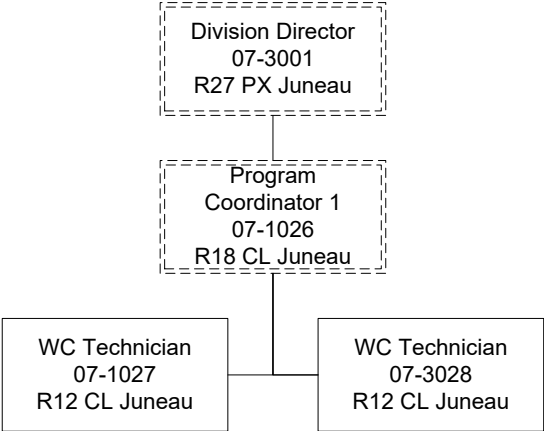 Division Director
07-3001
R27 PX Juneau
Program
Coordinator 1
07-1026
R18 CL Juneau
WC Technician
07-1027
R12 CL Juneau
WC Technician
07-3028
R12 CL Juneau